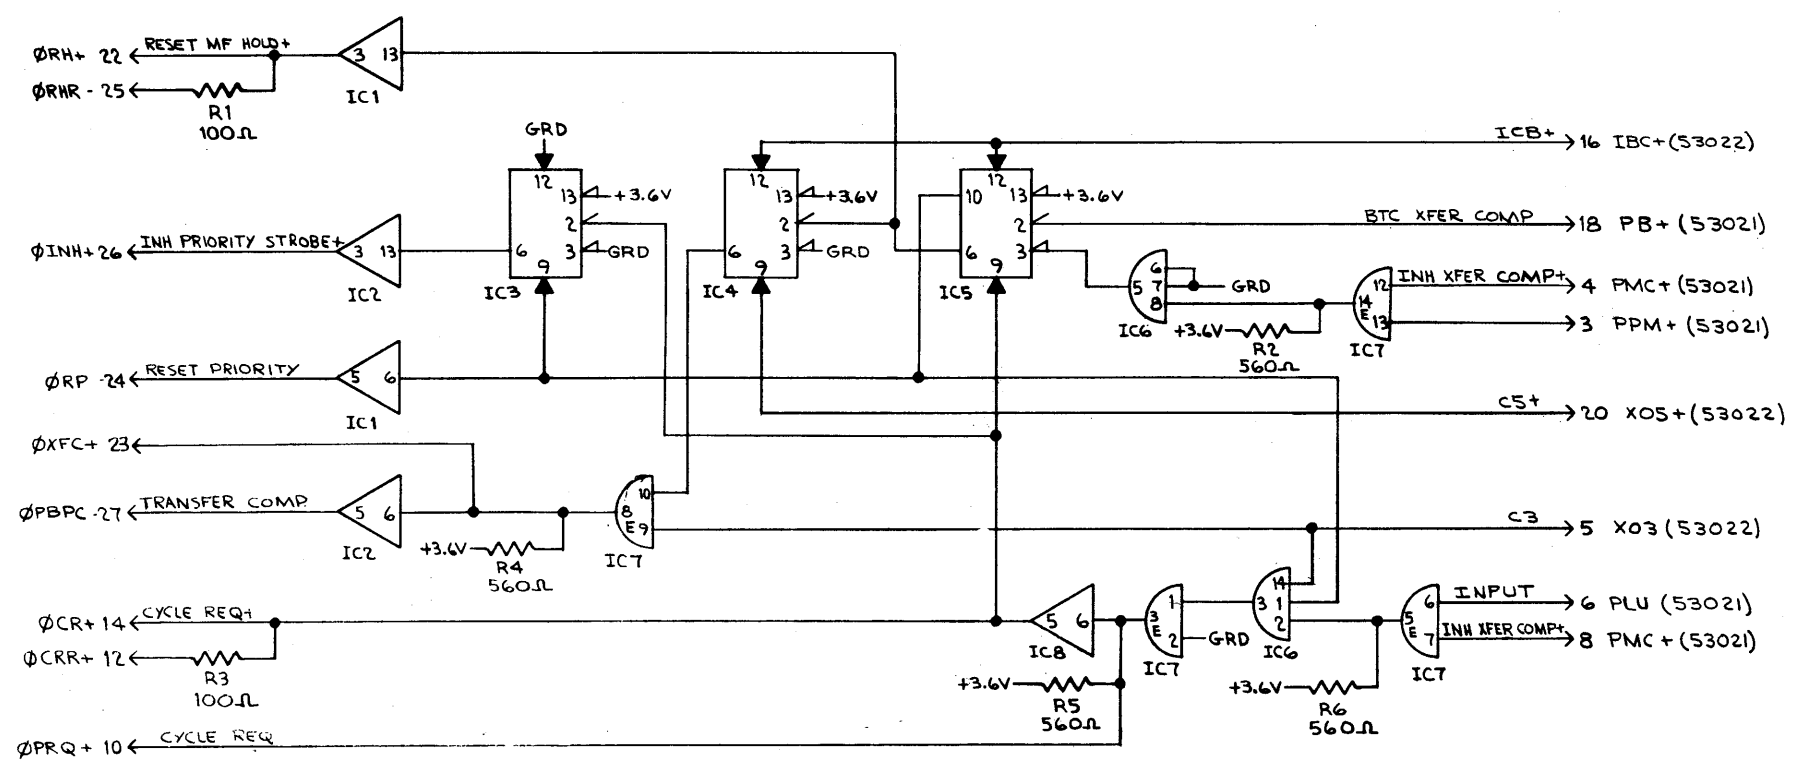 ØRH+ 22 RESET MF HOLD+ 3 13 IC1
ØRHR - 25 R1 100Ω
GRD
ICB+ 16 IBC+(53022)
12 13 +3.6V 2 3 GRD 6 9 IC3
12 13 +3.6V 2 3 GRD 6 9 IC4
10 12 13 +3.6V 2 3 6 9 IC5
BTC XFER COMP 18 PB+(53021)
ØINH+26 INH PRIORITY STROBE+ 3 13 IC2
6 7 8 5 GRD IC6
INH XFER COMP+ 4 PMC+(53021)
12 14 E 13 IC7 3 PPM+(53021)
+3.6V R2 560Ω
ØRP -24 RESET PRIORITY 5 6 IC1
C5+ 20 XO5+(53022)
ØXFC+ 23
ØPBPC -27 TRANSFER COMP 5 6 IC2
+3.6V R4 560Ω
10 8 E 9 IC7
C3 5 XO3 (53022)
ØCR+ 14 CYCLE REQ+ 5 6 IC8
ØCRR+ 12 R3 100Ω
3 1 E 2 GRD IC7
14 3 1 2 IC6
6 5 E 7 IC7
INPUT 6 PLU (53021)
INH XFER COMP+ 8 PMC+(53021)
+3.6V R5 560Ω
+3.6V R6 560Ω
ØPRQ+ 10 CYCLE REQ